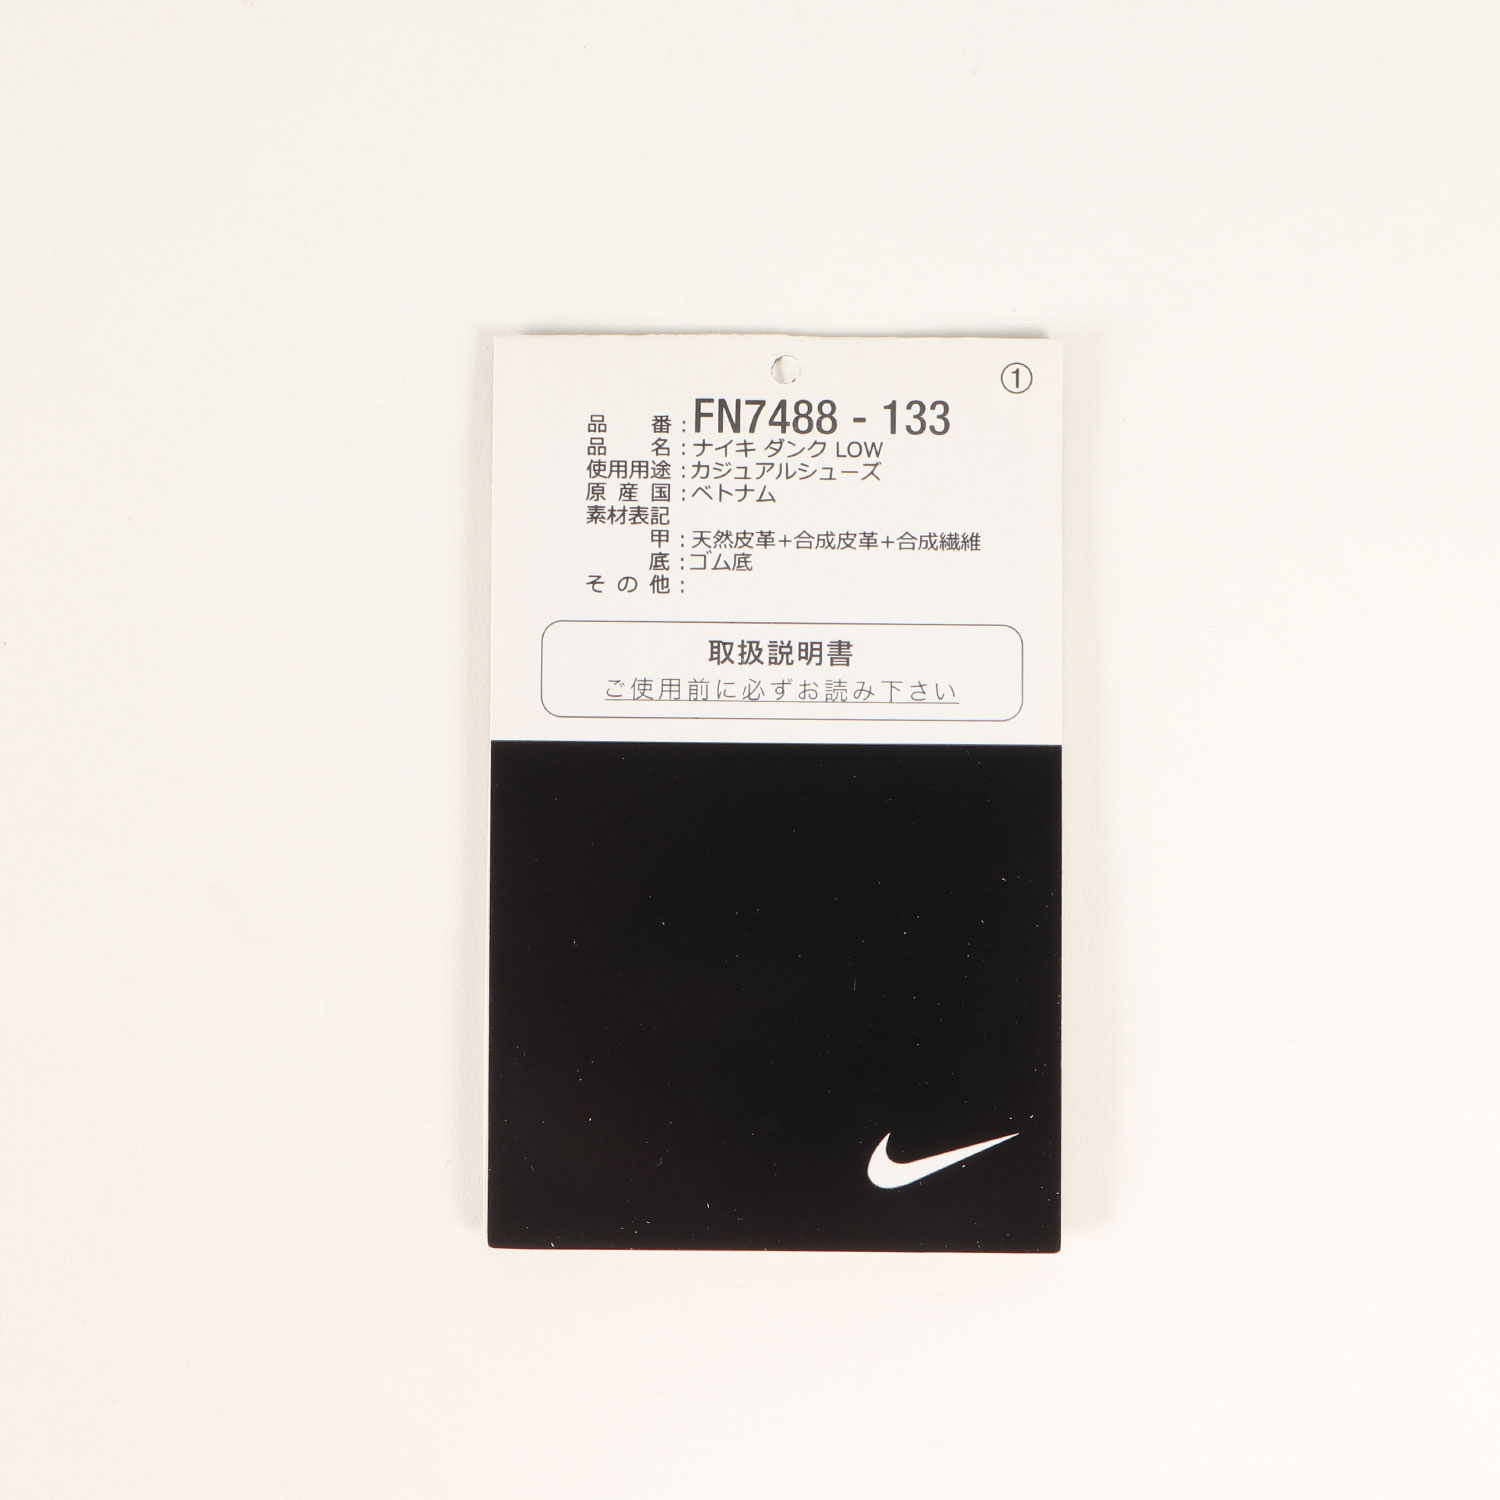 ①
品番:FN7488 - 133
品名:ナイキ ダンク LOW
使用用途:カジュアルシューズ
原産国:ベトナム
素材表記
甲:天然皮革+合成皮革+合成繊維
底:ゴム底
その他:
取扱説明書
ご使用前に必ずお読み下さい